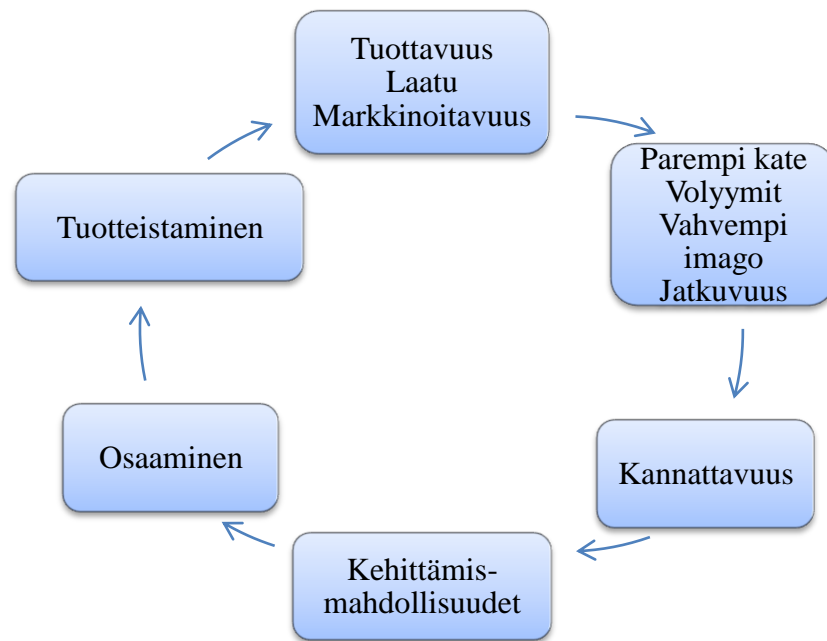 Tuottavuus
Laatu
Markkinoitavuus
Parempi kate
Volyymit
Vahvempi
imago
Jatkuvuus
Kannattavuus
Kehittämis-
mahdollisuudet
Osaaminen
Tuotteistaminen